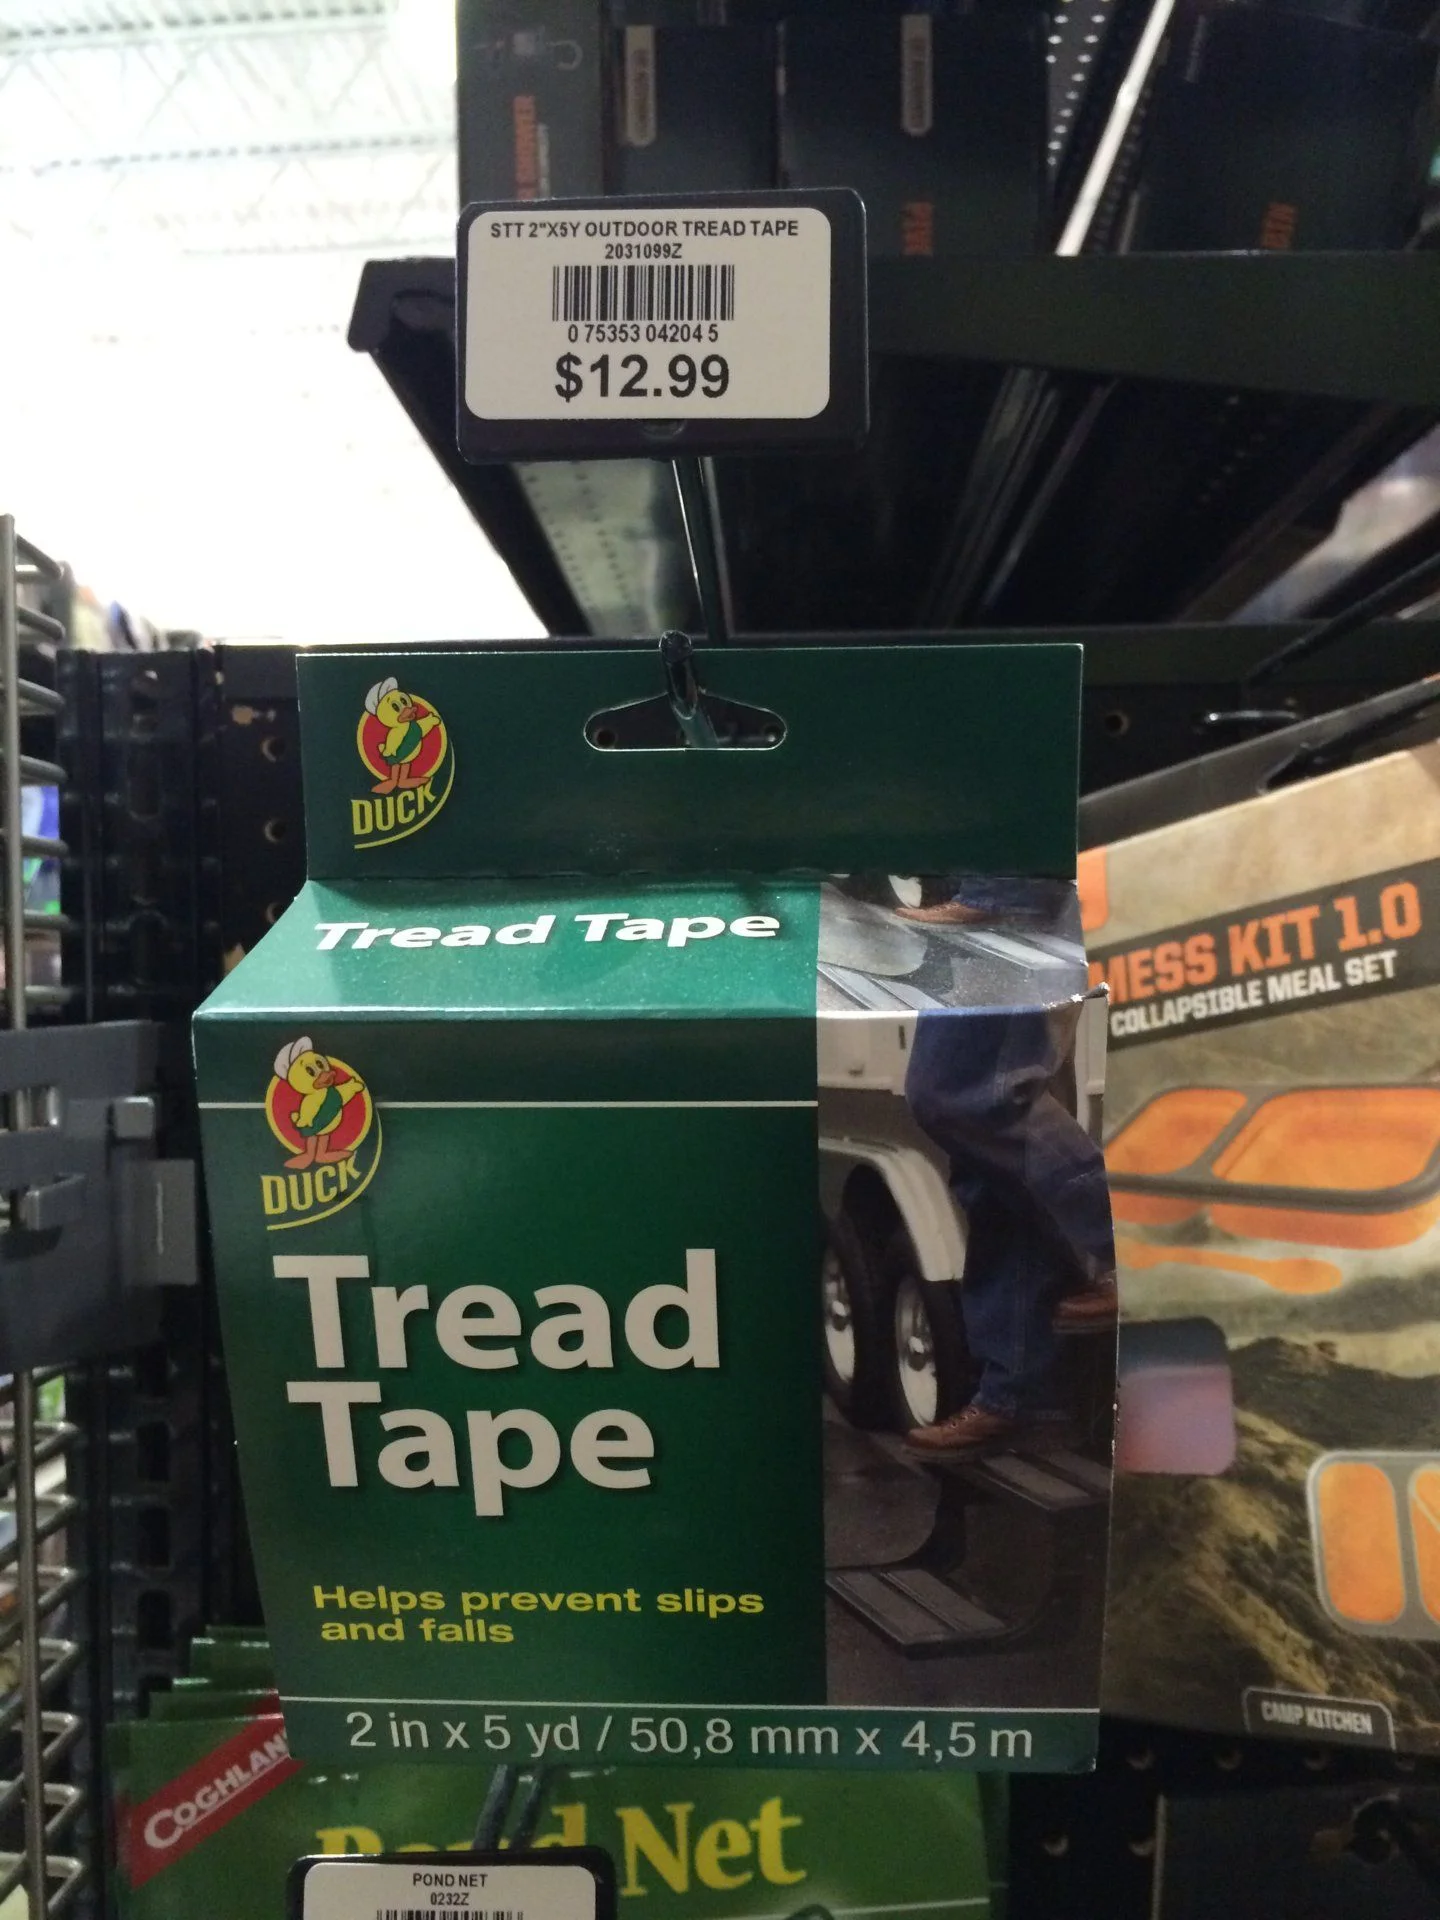 STT 2"X5Y OUTDOOR TREAD TAPE
2031099Z
0 75353 04204 5
$12.99
DUCK
Tread Tape
DUCK
Tread
Tape
Helps prevent slips
and falls
2 in x 5 yd / 50,8 mm x 4,5 m
MESS KIT 1.0
COLLAPSIBLE MEAL SET
CAMP KITCHEN
COGHLAN
Pond Net
POND NET
0232Z